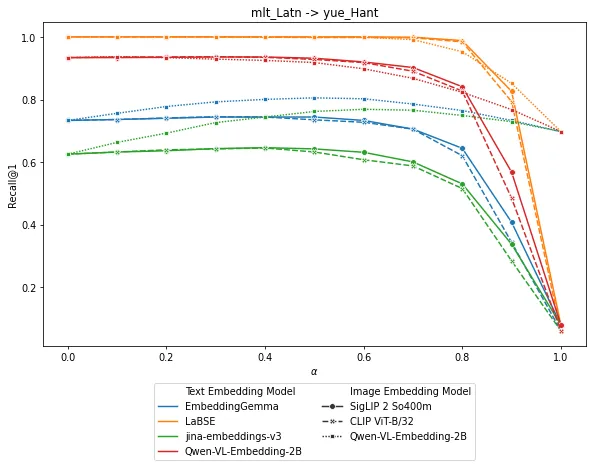 mlt_Latn -> yue_Hant
Recall@1
1.0
0.8
0.6
0.4
0.2
0.0 0.2 0.4 0.6 0.8 1.0
α
Text Embedding Model
EmbeddingGemma
LaBSE
jina-embeddings-v3
Qwen-VL-Embedding-2B
Image Embedding Model
SigLIP 2 So400m
CLIP ViT-B/32
Qwen-VL-Embedding-2B